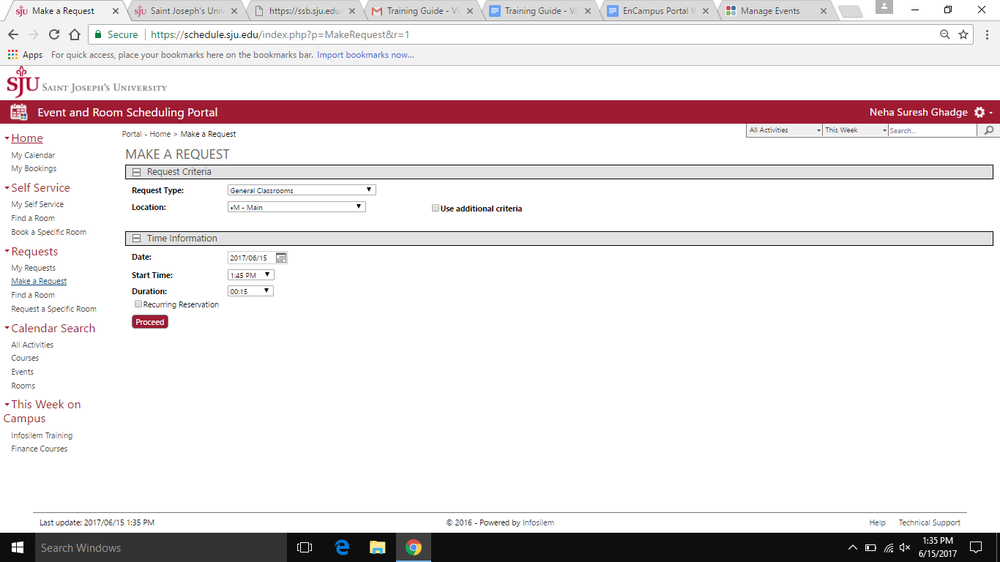 Make a Request
Saint Joseph's Univ
https://ssb.sju.edu/
Training Guide - Vi
Training Guide - Vi
EnCampus Portal W
Manage Events
Secure https://schedule.sju.edu/index.php?p=MakeRequest&r=1
Apps For quick access, place your bookmarks here on the bookmarks bar. Import bookmarks now...
SJU SAINT JOSEPH'S UNIVERSITY
Event and Room Scheduling Portal
Neha Suresh Ghadge
Home
My Calendar
My Bookings
Self Service
My Self Service
Find a Room
Book a Specific Room
Requests
My Requests
Make a Request
Find a Room
Request a Specific Room
Calendar Search
All Activities
Courses
Events
Rooms
This Week on
Campus
Infosilem Training
Finance Courses
Portal - Home > Make a Request
All Activities This Week Search...
MAKE A REQUEST
Request Criteria
Request Type: General Classrooms
Location: •M - Main
Use additional criteria
Time Information
Date: 2017/06/15
Start Time: 1:45 PM
Duration: 00:15
Recurring Reservation
Proceed
Last update: 2017/06/15 1:35 PM
© 2016 - Powered by Infosilem
Help Technical Support
Search Windows
1:35 PM
6/15/2017